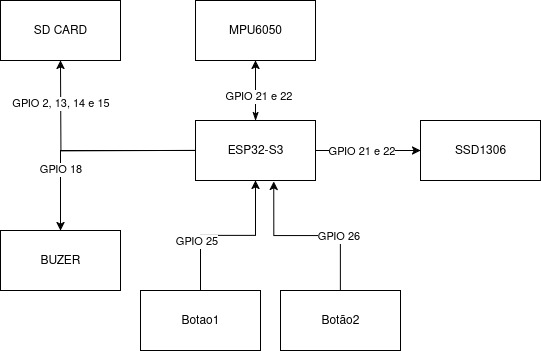 SD CARD
MPU6050
GPIO 2, 13, 14 e 15
GPIO 21 e 22
ESP32-S3
GPIO 21 e 22
SSD1306
GPIO 18
GPIO 25
GPIO 26
BUZER
Botao1
Botão2